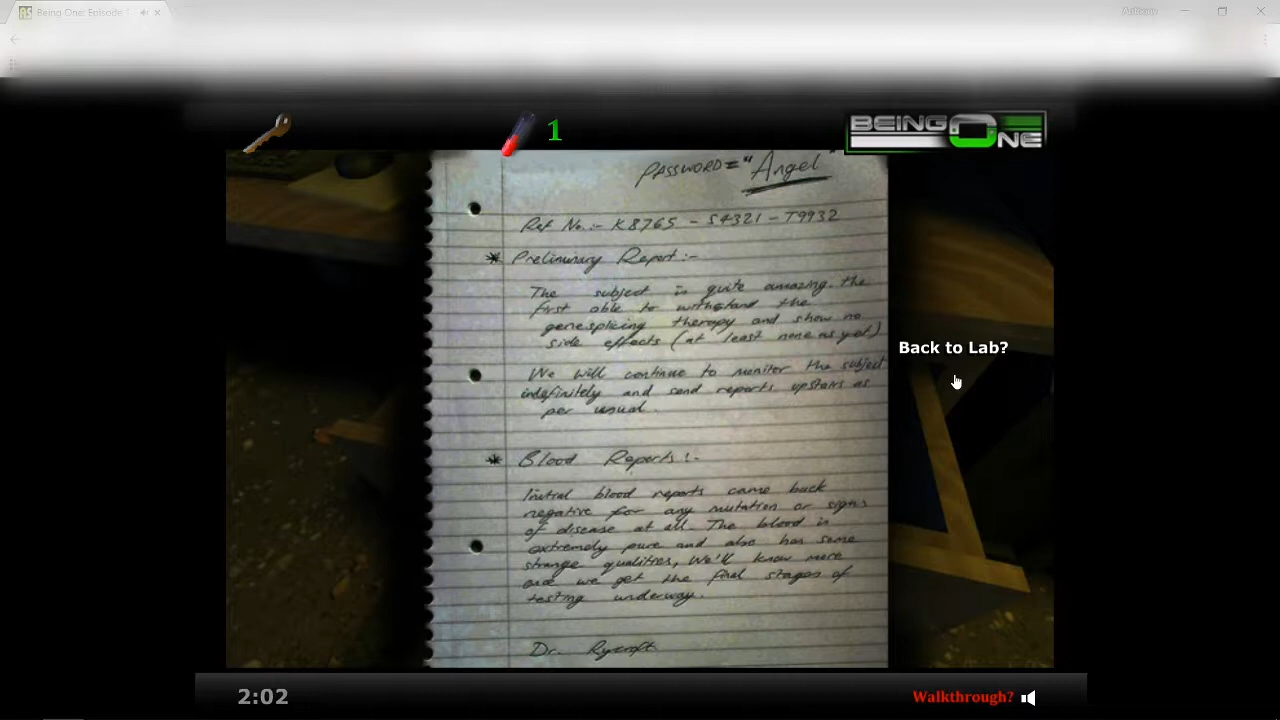 Being One: Episode 1
1
BEING ONE
PASSWORD = "Angel"
Ref No.:- K8765 - S4321 - T9932
* Preliminary Report:-
The subject is quite amazing. the
first able to withstand the
genesplicing therapy and show no
side effects (at least none as yet)
We will continue to monitor the subject
indefinitely and send reports upstairs as
per usual.
* Blood Reports:-
Initial blood reports came back
negative for any mutation or signs
of disease at all. The blood is
extremely pure and also has some
strange qualities, We'll know more
once we get the final stages of
testing underway.
Dr. Rycroft
Back to Lab?
2:02
Walkthrough?